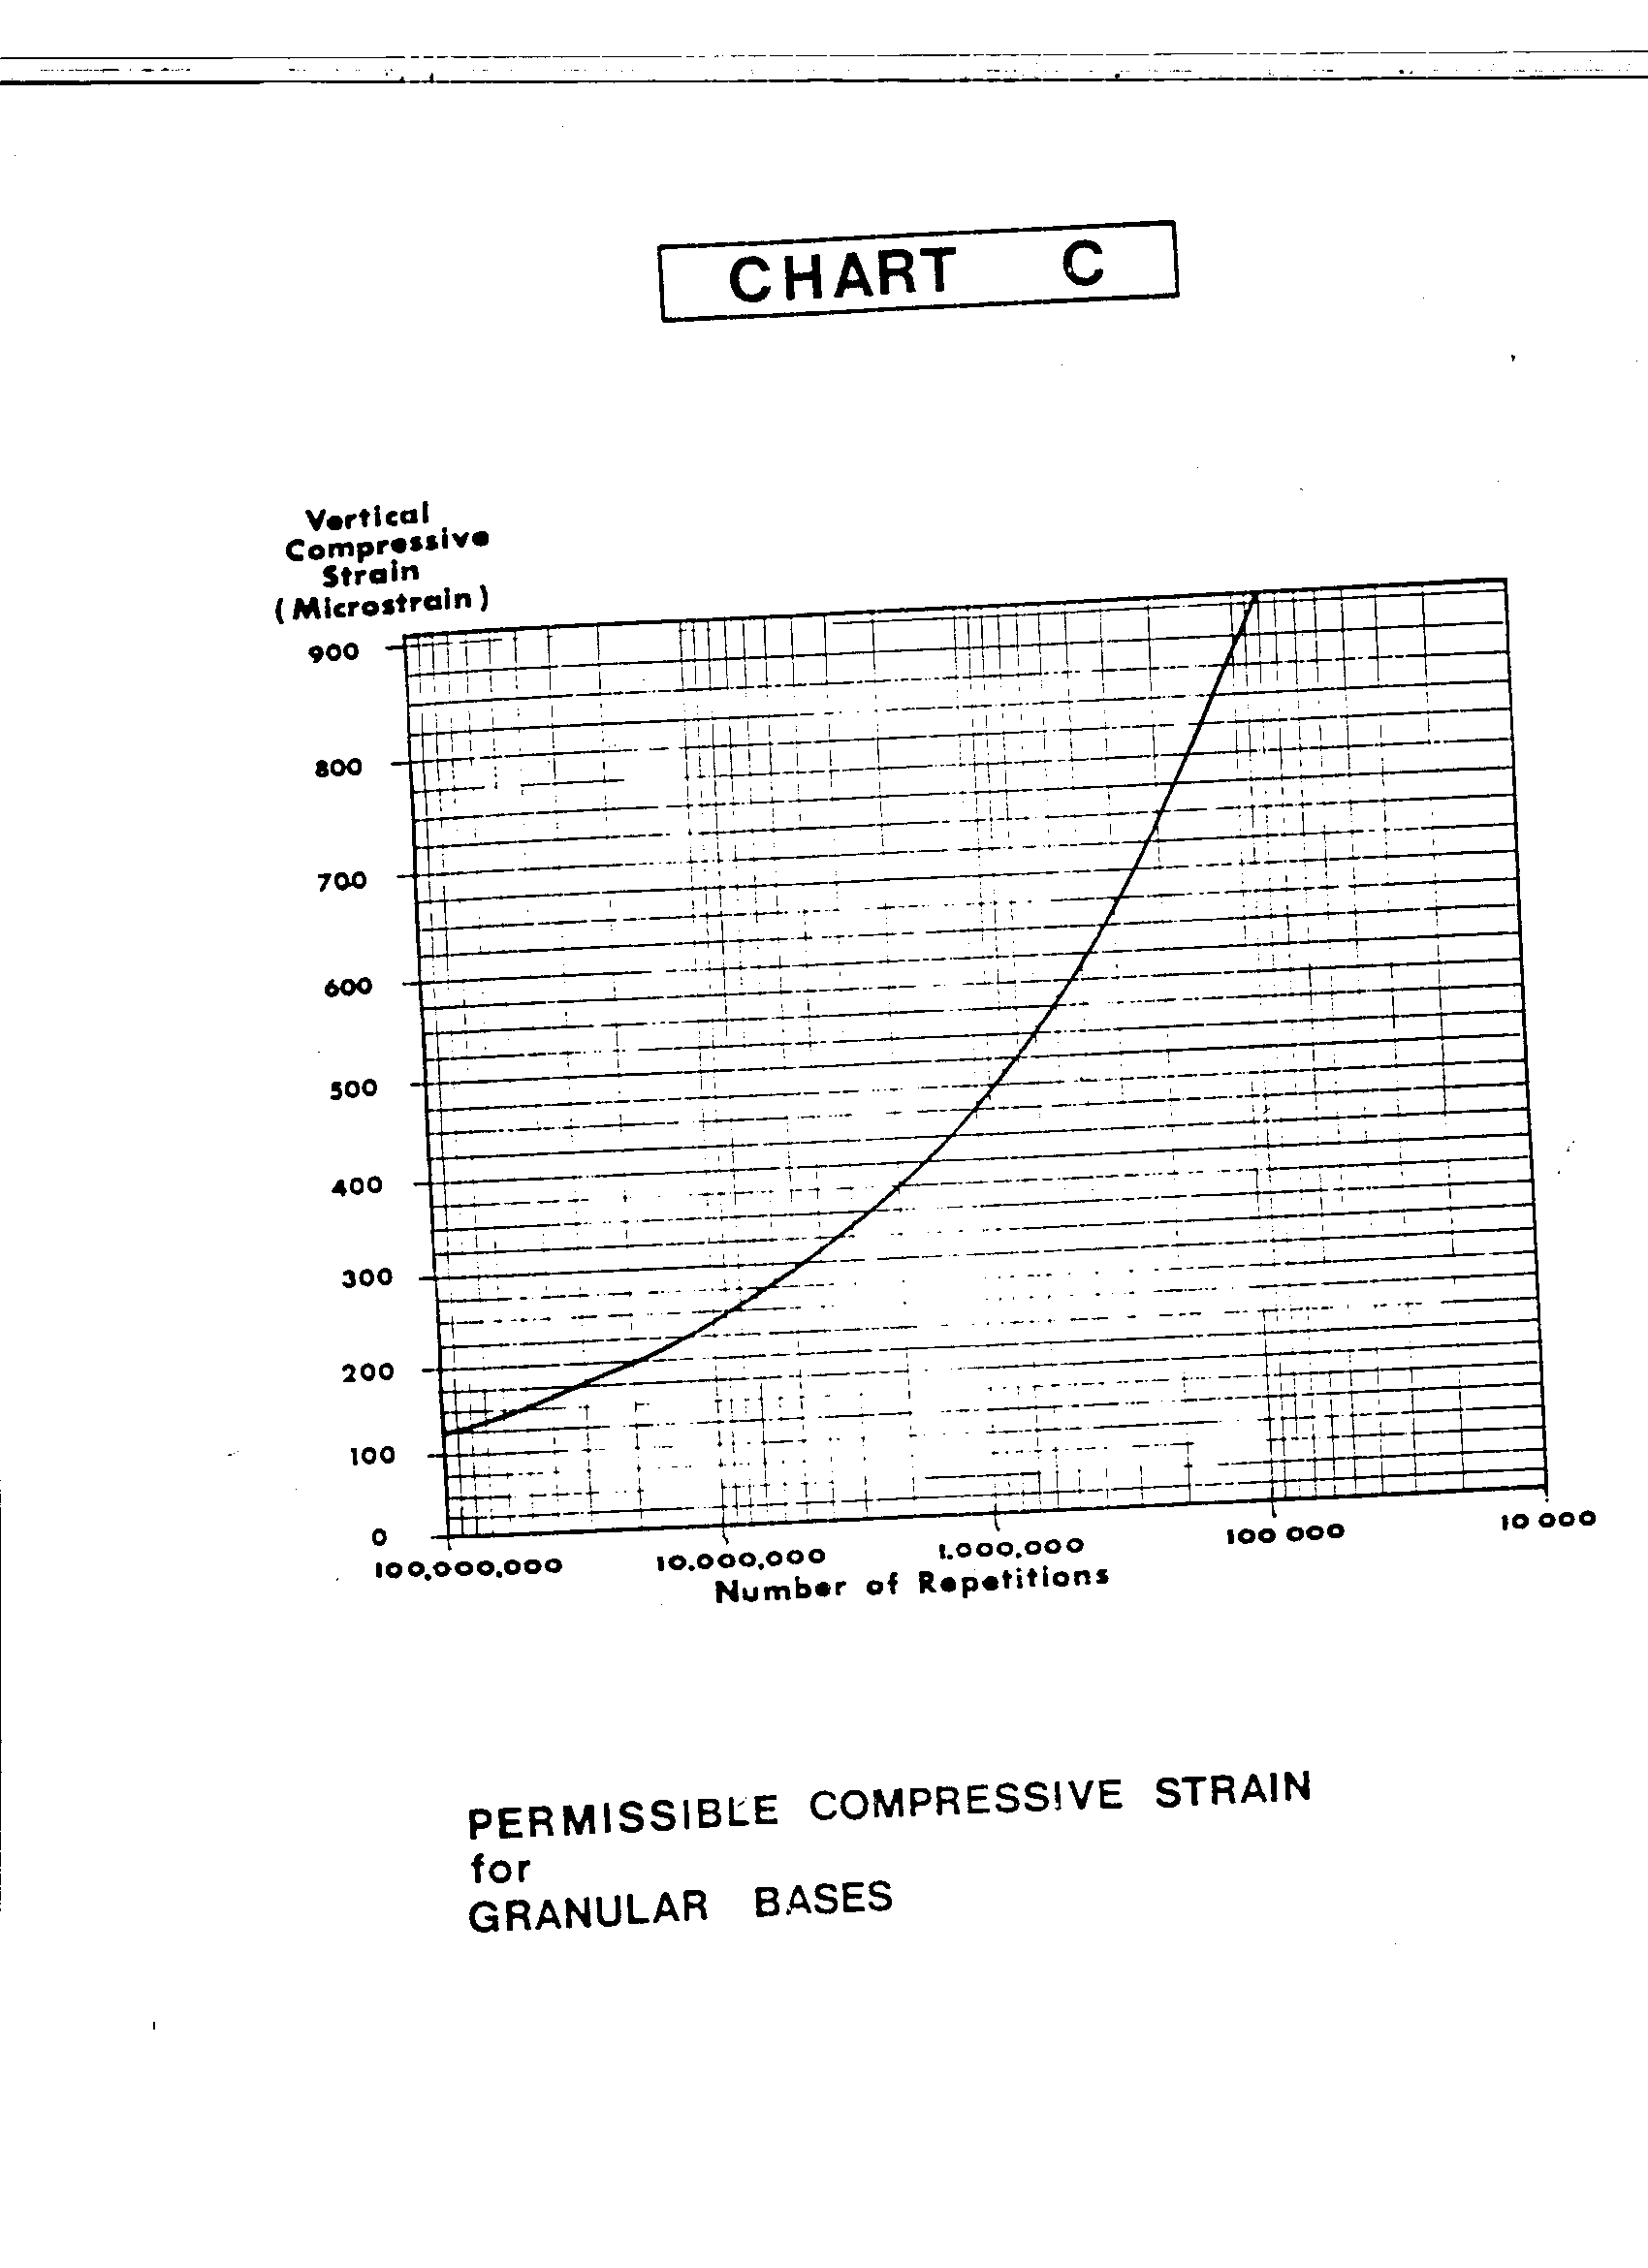 CHART C
Vertical
Compressive
Strain
(Microstrain)
900
800
700
600
500
400
300
200
100
0
100,000,000 10.000,000 1.000,000 100 000 10 000
Number of Repetitions
PERMISSIBLE COMPRESSIVE STRAIN
for
GRANULAR BASES